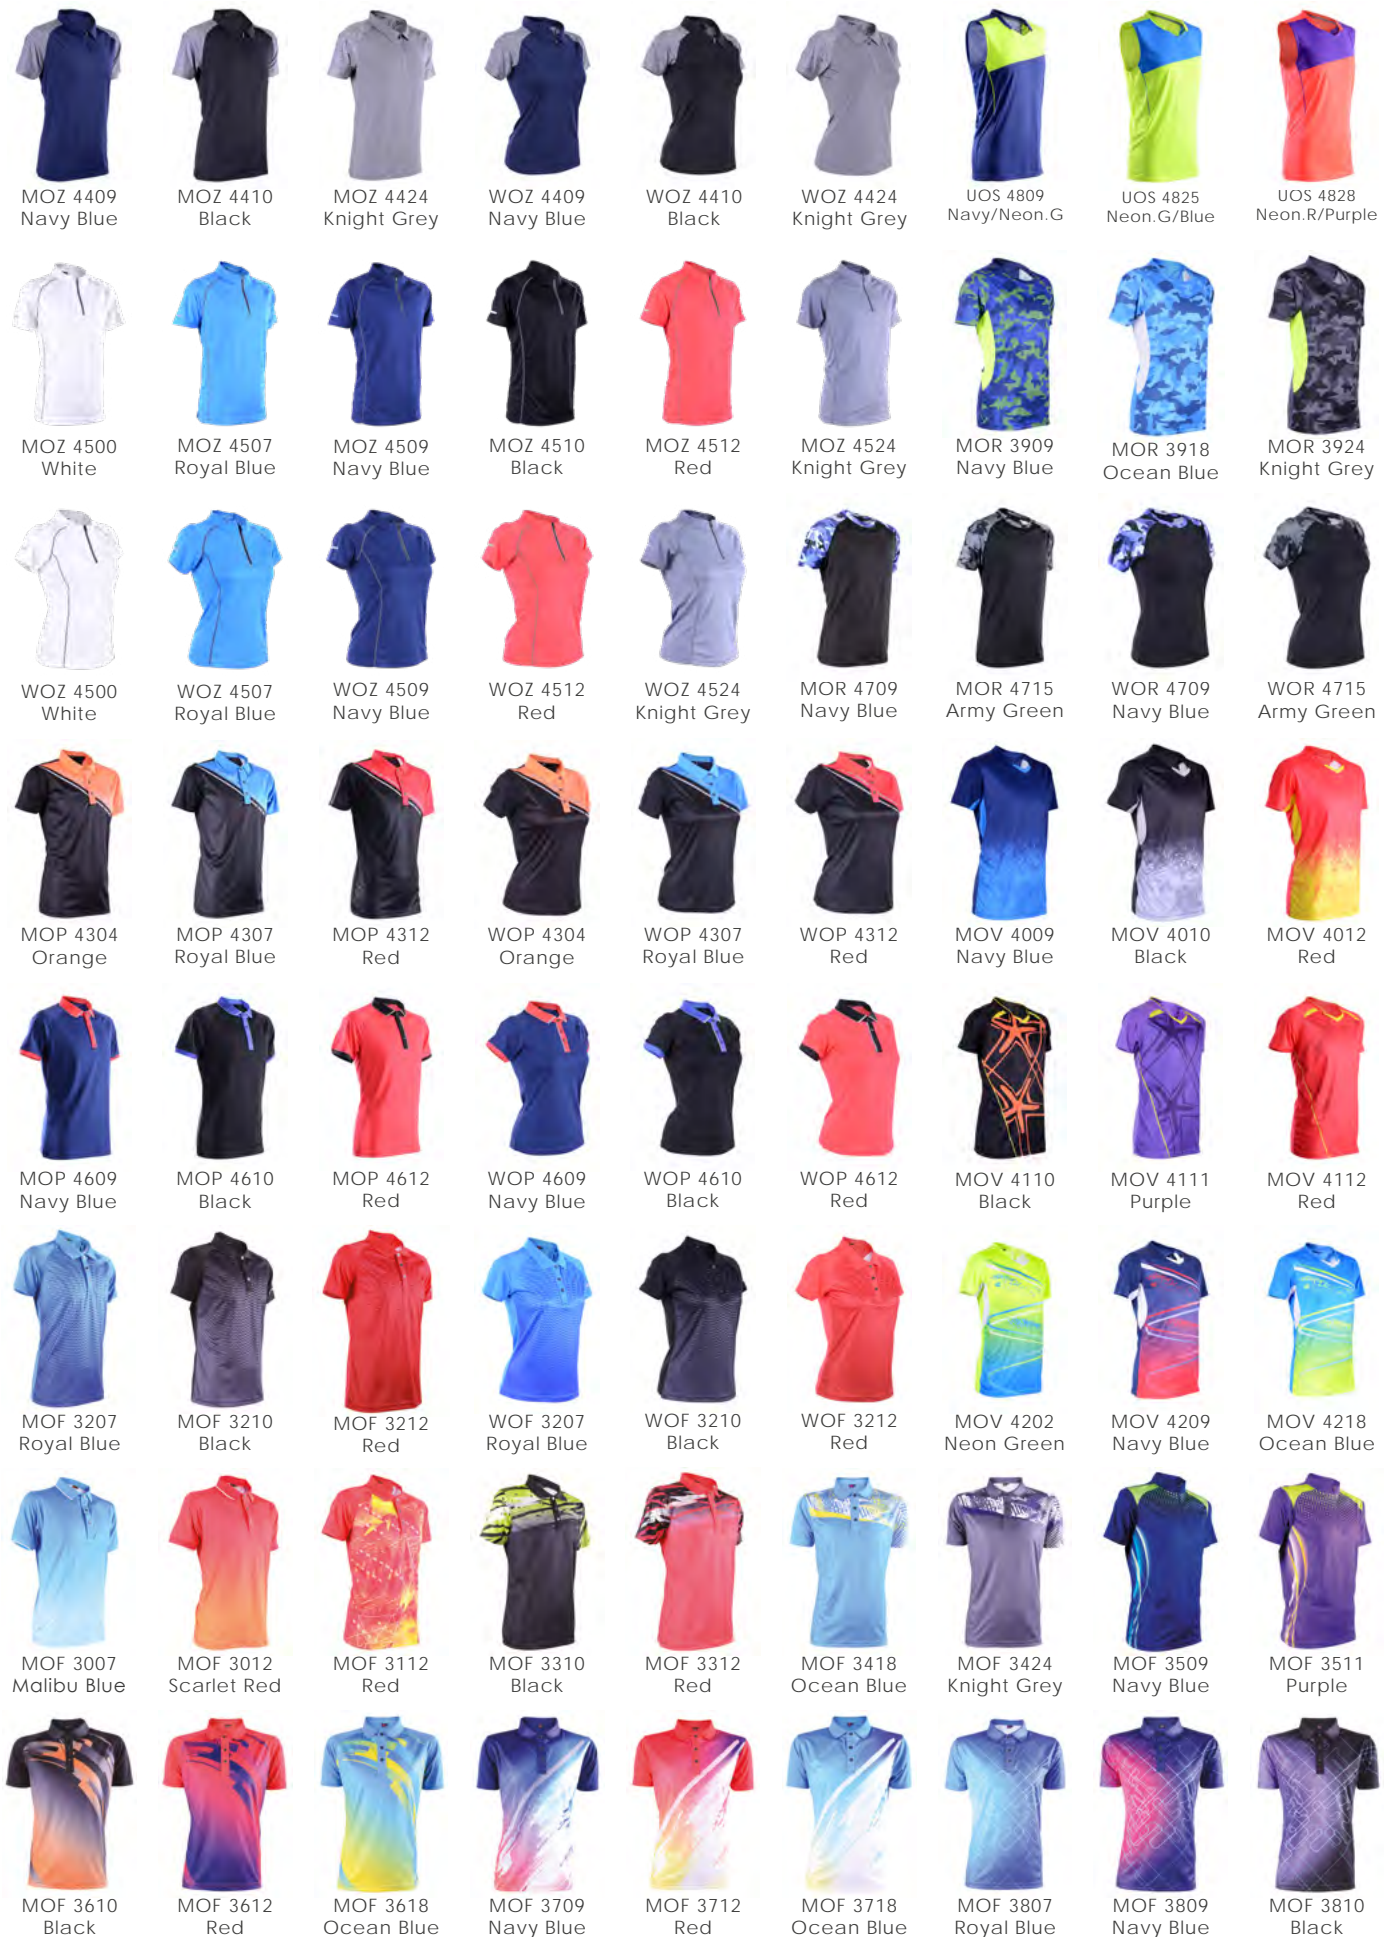 MOZ 4409
Navy Blue
MOZ 4410
Black
MOZ 4424
Knight Grey
WOZ 4409
Navy Blue
WOZ 4410
Black
WOZ 4424
Knight Grey
UOS 4809
Navy/Neon.G
UOS 4825
Neon.G/Blue
UOS 4828
Neon.R/Purple
MOZ 4500
White
MOZ 4507
Royal Blue
MOZ 4509
Navy Blue
MOZ 4510
Black
MOZ 4512
Red
MOZ 4524
Knight Grey
MOR 3909
Navy Blue
MOR 3918
Ocean Blue
MOR 3924
Knight Grey
WOZ 4500
White
WOZ 4507
Royal Blue
WOZ 4509
Navy Blue
WOZ 4512
Red
WOZ 4524
Knight Grey
MOR 4709
Navy Blue
MOR 4715
Army Green
WOR 4709
Navy Blue
WOR 4715
Army Green
MOP 4304
Orange
MOP 4307
Royal Blue
MOP 4312
Red
WOP 4304
Orange
WOP 4307
Royal Blue
WOP 4312
Red
MOV 4009
Navy Blue
MOV 4010
Black
MOV 4012
Red
MOP 4609
Navy Blue
MOP 4610
Black
MOP 4612
Red
WOP 4609
Navy Blue
WOP 4610
Black
WOP 4612
Red
MOV 4110
Black
MOV 4111
Purple
MOV 4112
Red
MOF 3207
Royal Blue
MOF 3210
Black
MOF 3212
Red
WOF 3207
Royal Blue
WOF 3210
Black
WOF 3212
Red
MOV 4202
Neon Green
MOV 4209
Navy Blue
MOV 4218
Ocean Blue
MOF 3007
Malibu Blue
MOF 3012
Scarlet Red
MOF 3112
Red
MOF 3310
Black
MOF 3312
Red
MOF 3418
Ocean Blue
MOF 3424
Knight Grey
MOF 3509
Navy Blue
MOF 3511
Purple
MOF 3610
Black
MOF 3612
Red
MOF 3618
Ocean Blue
MOF 3709
Navy Blue
MOF 3712
Red
MOF 3718
Ocean Blue
MOF 3807
Royal Blue
MOF 3809
Navy Blue
MOF 3810
Black